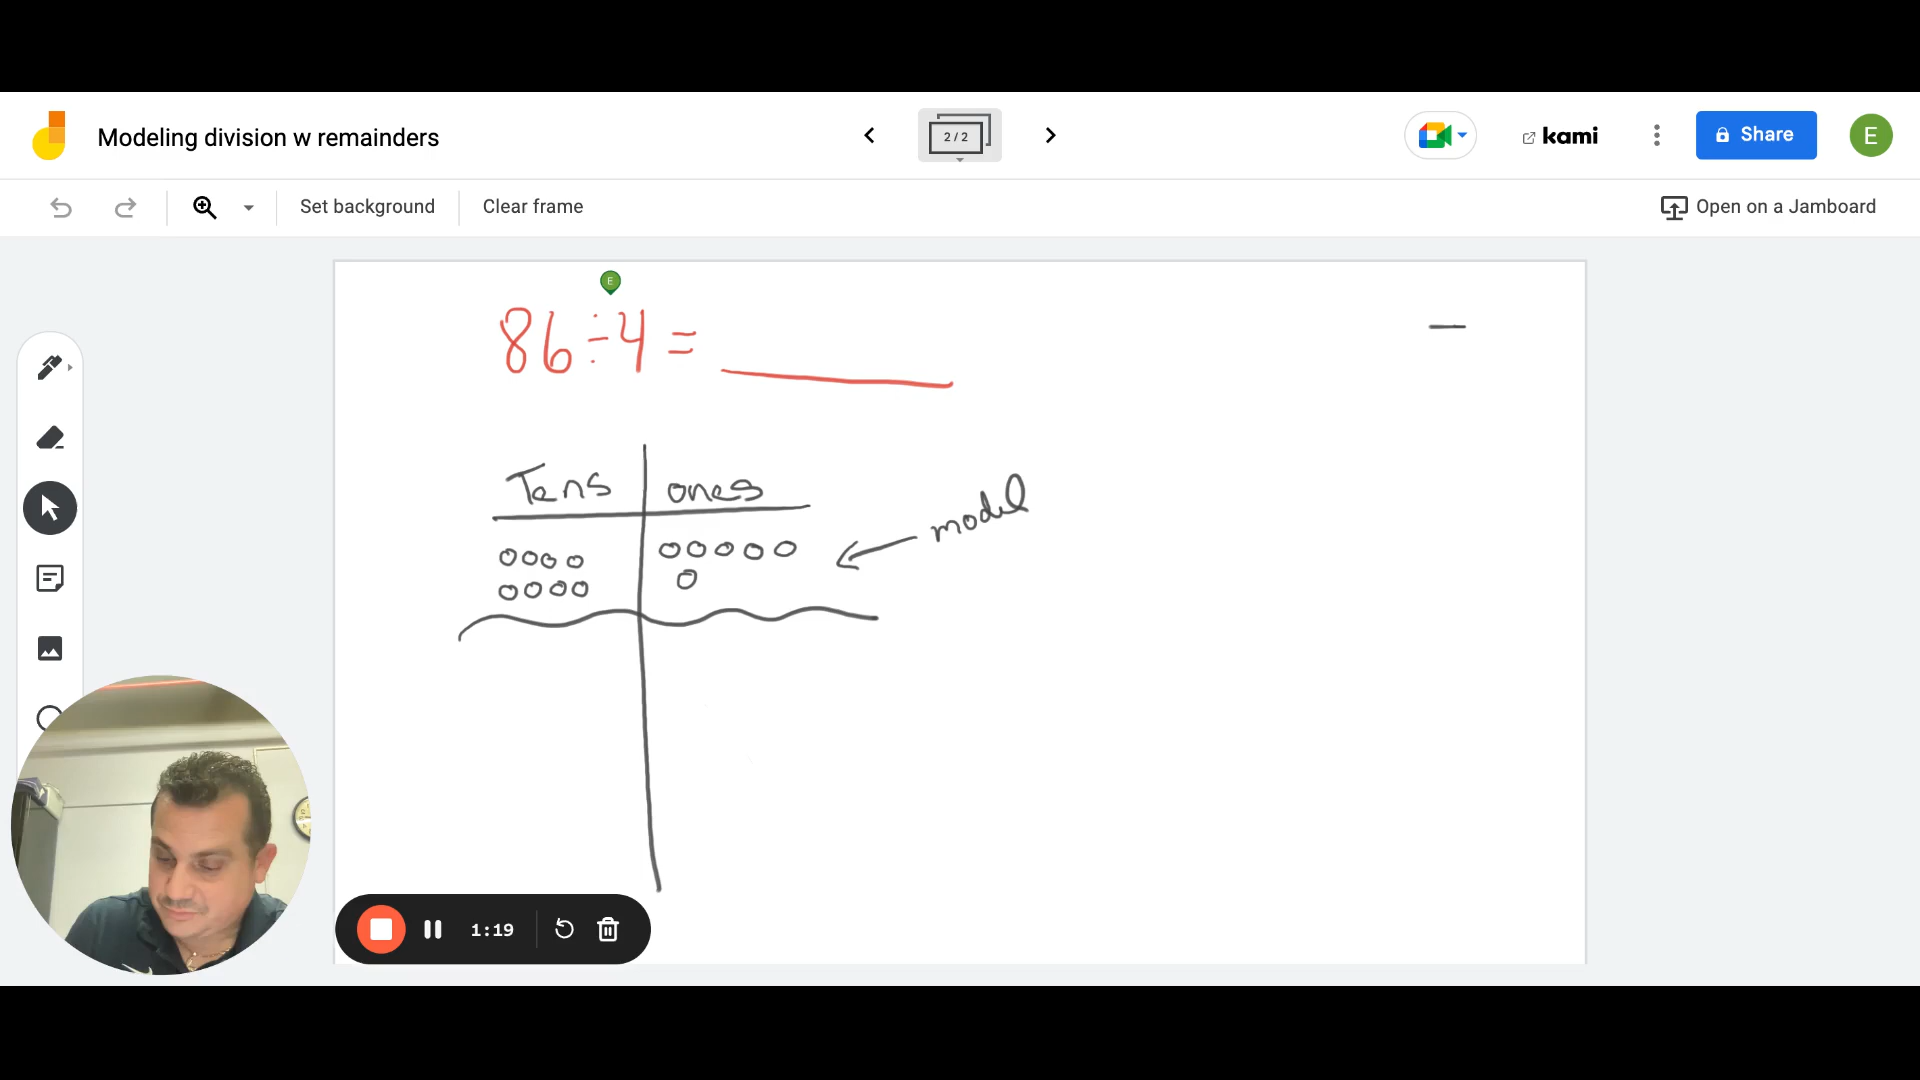 Modeling division w remainders
2 / 2
kami
Share
E
Set background
Clear frame
Open on a Jamboard
E
86 ÷ 4 =
Tens ones
model
1:19